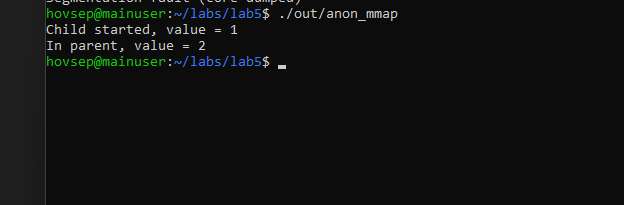 Segmentation fault (core dumped)
hovsep@mainuser:~/labs/lab5$ ./out/anon_mmap
Child started, value = 1
In parent, value = 2
hovsep@mainuser:~/labs/lab5$